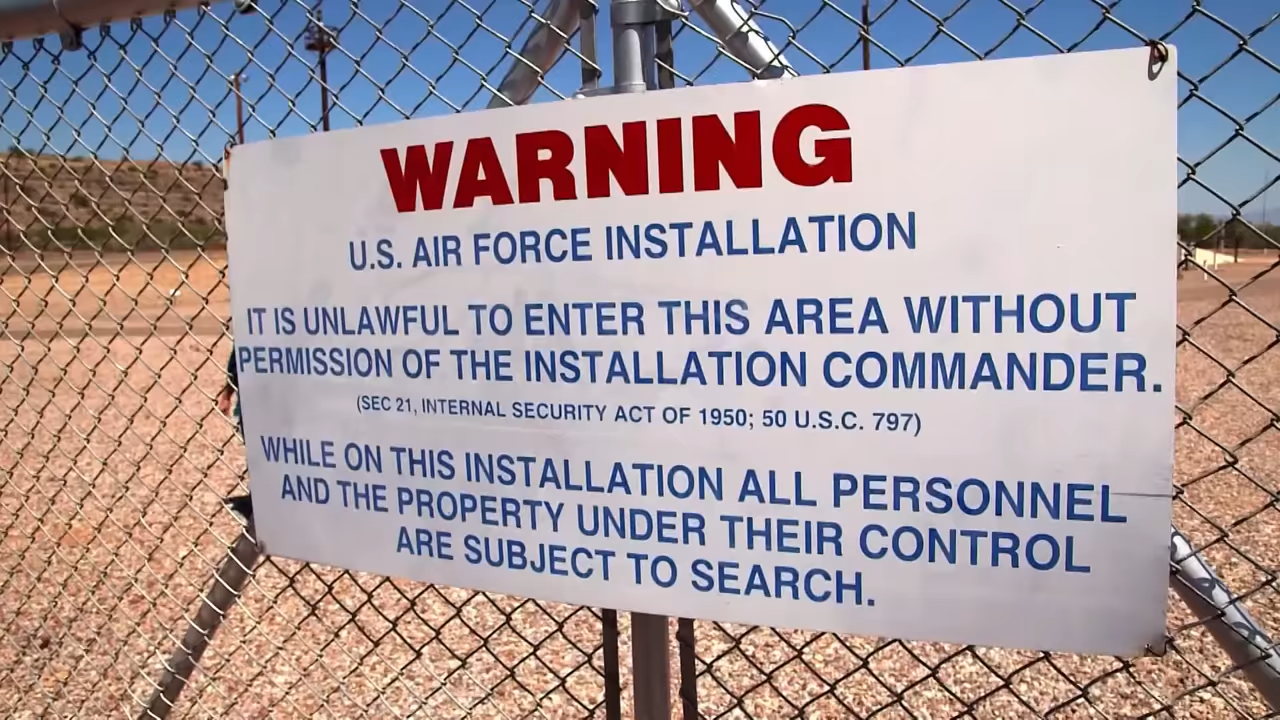 WARNING
U.S. AIR FORCE INSTALLATION
IT IS UNLAWFUL TO ENTER THIS AREA WITHOUT
PERMISSION OF THE INSTALLATION COMMANDER.
(SEC 21, INTERNAL SECURITY ACT OF 1950; 50 U.S.C. 797)
WHILE ON THIS INSTALLATION ALL PERSONNEL
AND THE PROPERTY UNDER THEIR CONTROL
ARE SUBJECT TO SEARCH.